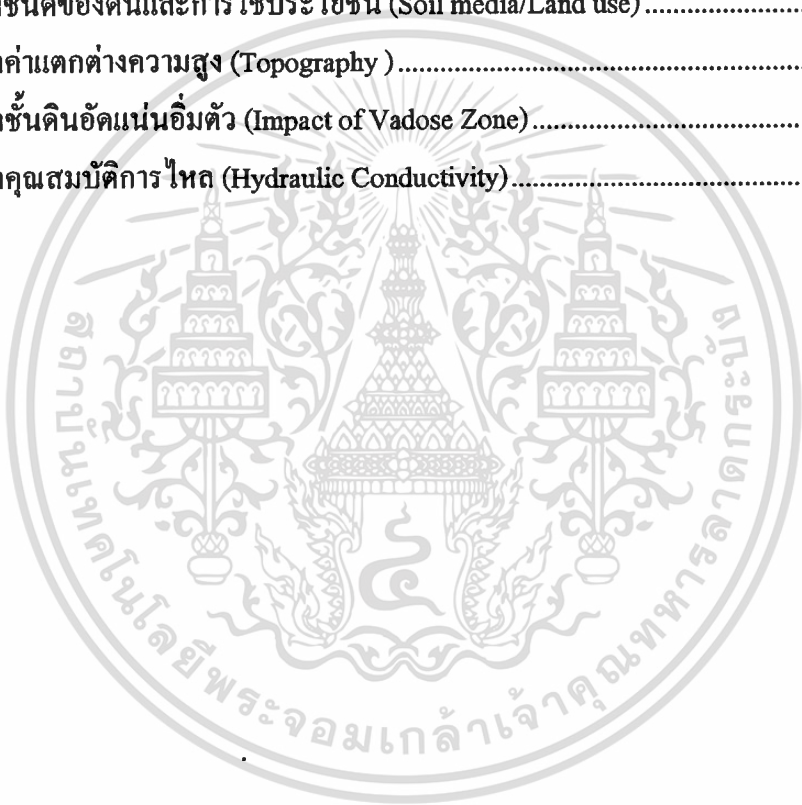 ชนิดของดินและการใช้ประโยชน์ (Soil media/Land use)........................
ค่าแตกต่างความสูง (Topography )................................................................
ชั้นดินอัดแน่นอิ่มตัว (Impact of Vadose Zone)..........................................
คุณสมบัติการไหล (Hydraulic Conductivity).............................................
สถาบันเทคโนโลยีพระจอมเกล้าเจ้าคุณทหารลาดกระบัง